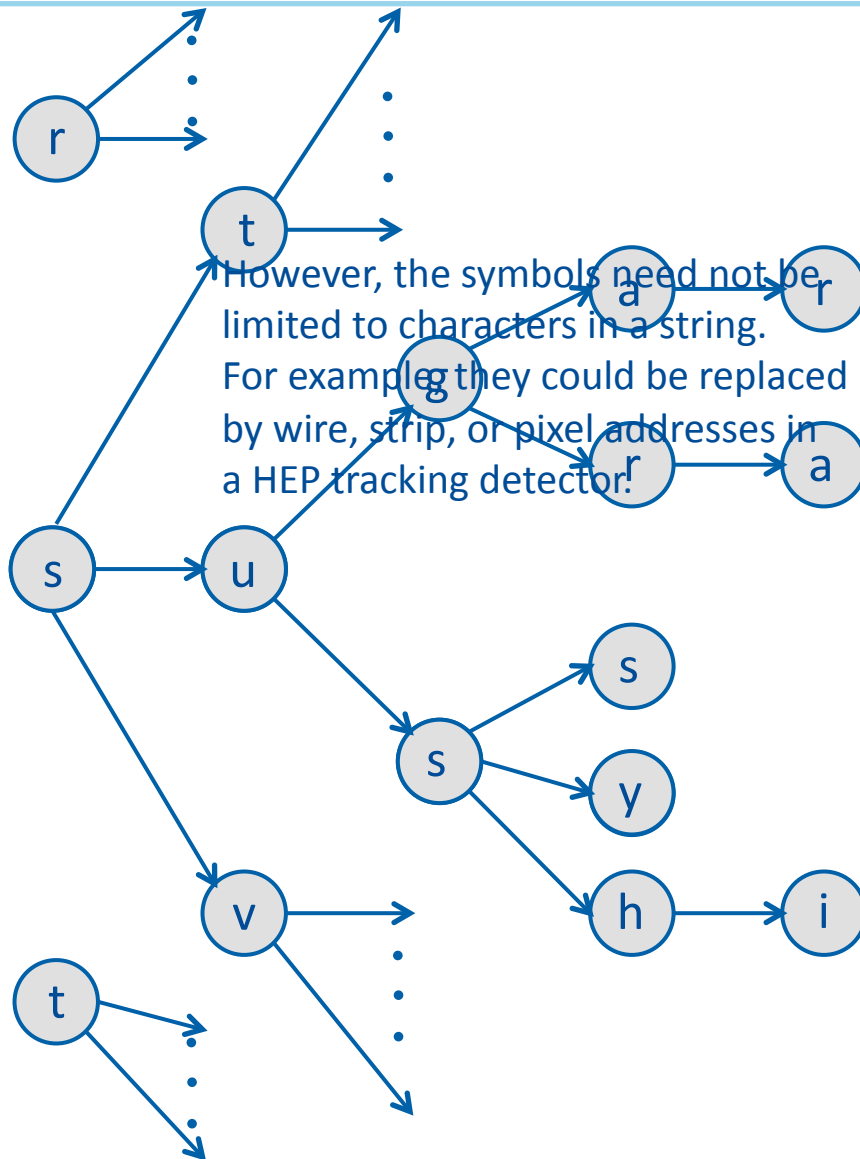 r
t
However, the symbols need not be
a
r
limited to characters in a string.
g
For example, they could be replaced
by wire, strip, or pixel addresses in
r
a
a HEP tracking detector.
s
u
s
s
y
v
h
i
t